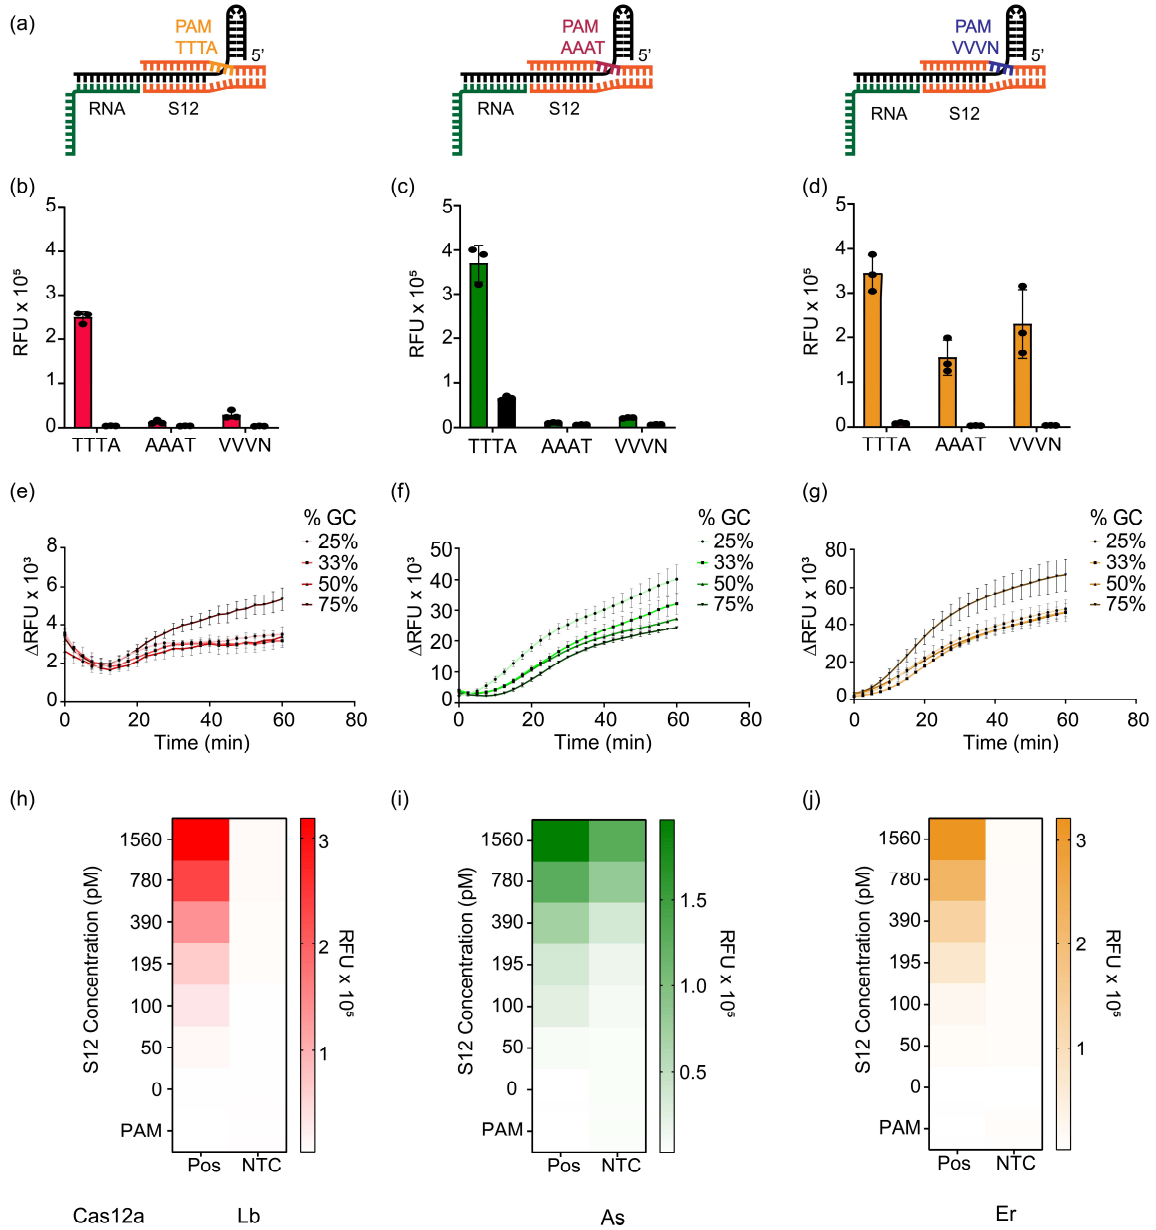 (a)
PAM
TTTA
5'
RNA
S12
PAM
AAAT
5'
RNA
S12
PAM
VVVN
5'
RNA
S12
(b)
RFU x 10⁵
5
4
3
2
1
0
TTTA AAAT VVVN
(c)
RFU x 10⁵
5
4
3
2
1
0
TTTA AAAT VVVN
(d)
RFU x 10⁵
5
4
3
2
1
0
TTTA AAAT VVVN
(e)
ΔRFU x 10³
8
6
4
2
0
0 20 40 60 80
Time (min)
% GC
25%
33%
50%
75%
(f)
ΔRFU x 10³
50
40
30
20
10
0
0 20 40 60 80
Time (min)
% GC
25%
33%
50%
75%
(g)
ΔRFU x 10³
80
60
40
20
0
0 20 40 60 80
Time (min)
% GC
25%
33%
50%
75%
(h)
S12 Concentration (pM)
1560
780
390
195
100
50
0
PAM
Pos NTC
3
2
1
RFU x 10⁵
(i)
S12 Concentration (pM)
1560
780
390
195
100
50
0
PAM
Pos NTC
1.5
1.0
0.5
RFU x 10⁵
(j)
S12 Concentration (pM)
1560
780
390
195
100
50
0
PAM
Pos NTC
3
2
1
RFU x 10⁵
Cas12a Lb As Er